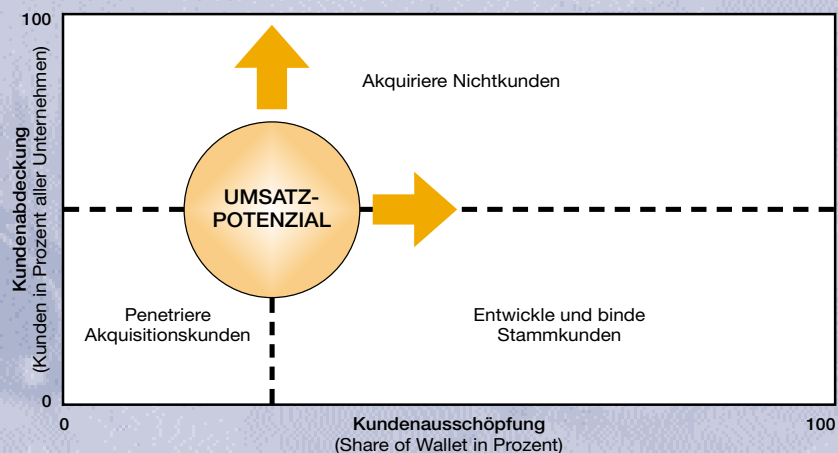 100
Kundenabdeckung
(Kunden in Prozent aller Unternehmen)
Akquiriere Nichtkunden
UMSATZ-
POTENZIAL
Penetriere
Akquisitionskunden
Entwickle und binde
Stammkunden
0
0
Kundenausschöpfung
(Share of Wallet in Prozent)
100